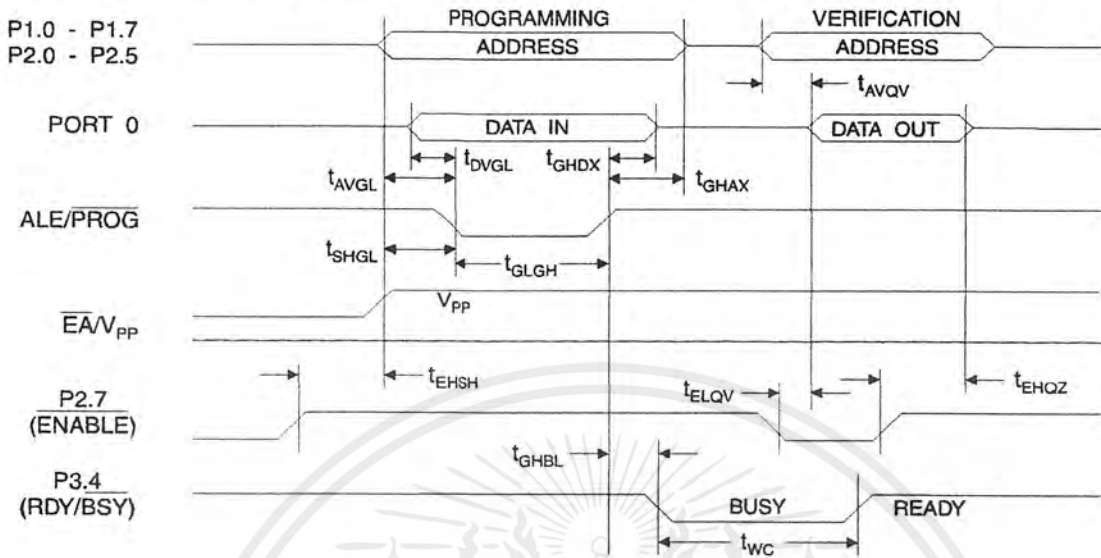 PROGRAMMING VERIFICATION
P1.0 - P1.7
P2.0 - P2.5
ADDRESS ADDRESS
tAVQV
PORT 0
DATA IN DATA OUT
tDVGL tGHDX
tAVGL tGHAX
ALE/PROG
tSHGL tGLGH
VPP
EA/VPP
tEHSH tELQV tEHQZ
P2.7
(ENABLE)
tGHBL
P3.4
(RDY/BSY)
BUSY READY
tWC